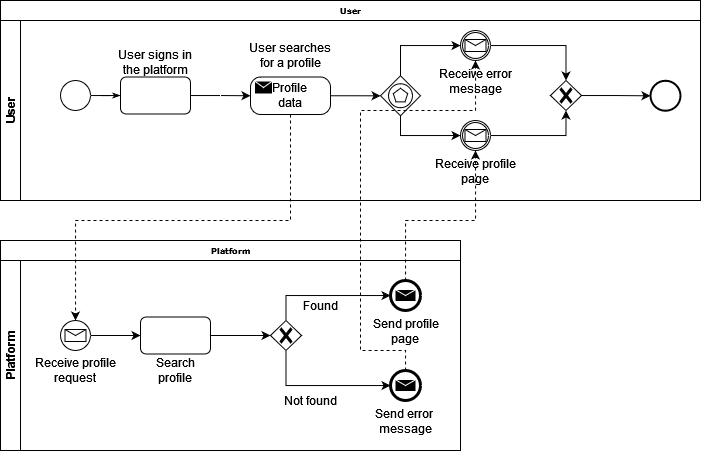 User
User
User signs in
the platform
User searches
for a profile
Profile
data
Receive error
message
Receive profile
page
Platform
Platform
Receive profile
request
Search
profile
Found
Not found
Send profile
page
Send error
message